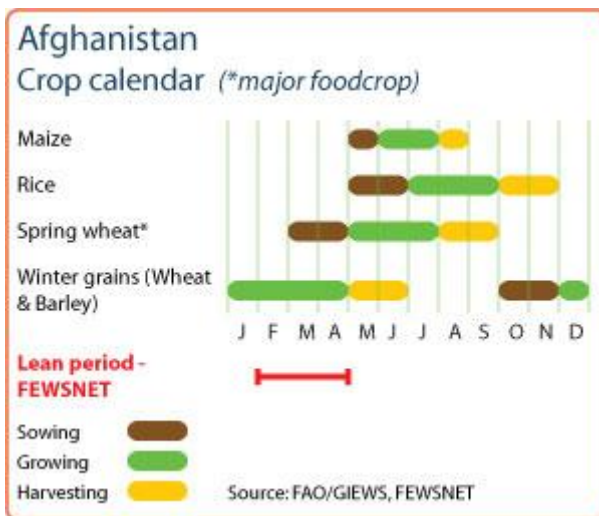 Afghanistan
Crop calendar (*major foodcrop)
Maize
Rice
Spring wheat*
Winter grains (Wheat
& Barley)
J F M A M J J A S O N D
Lean period -
FEWSNET
Sowing
Growing
Harvesting
Source: FAO/GIEWS, FEWSNET